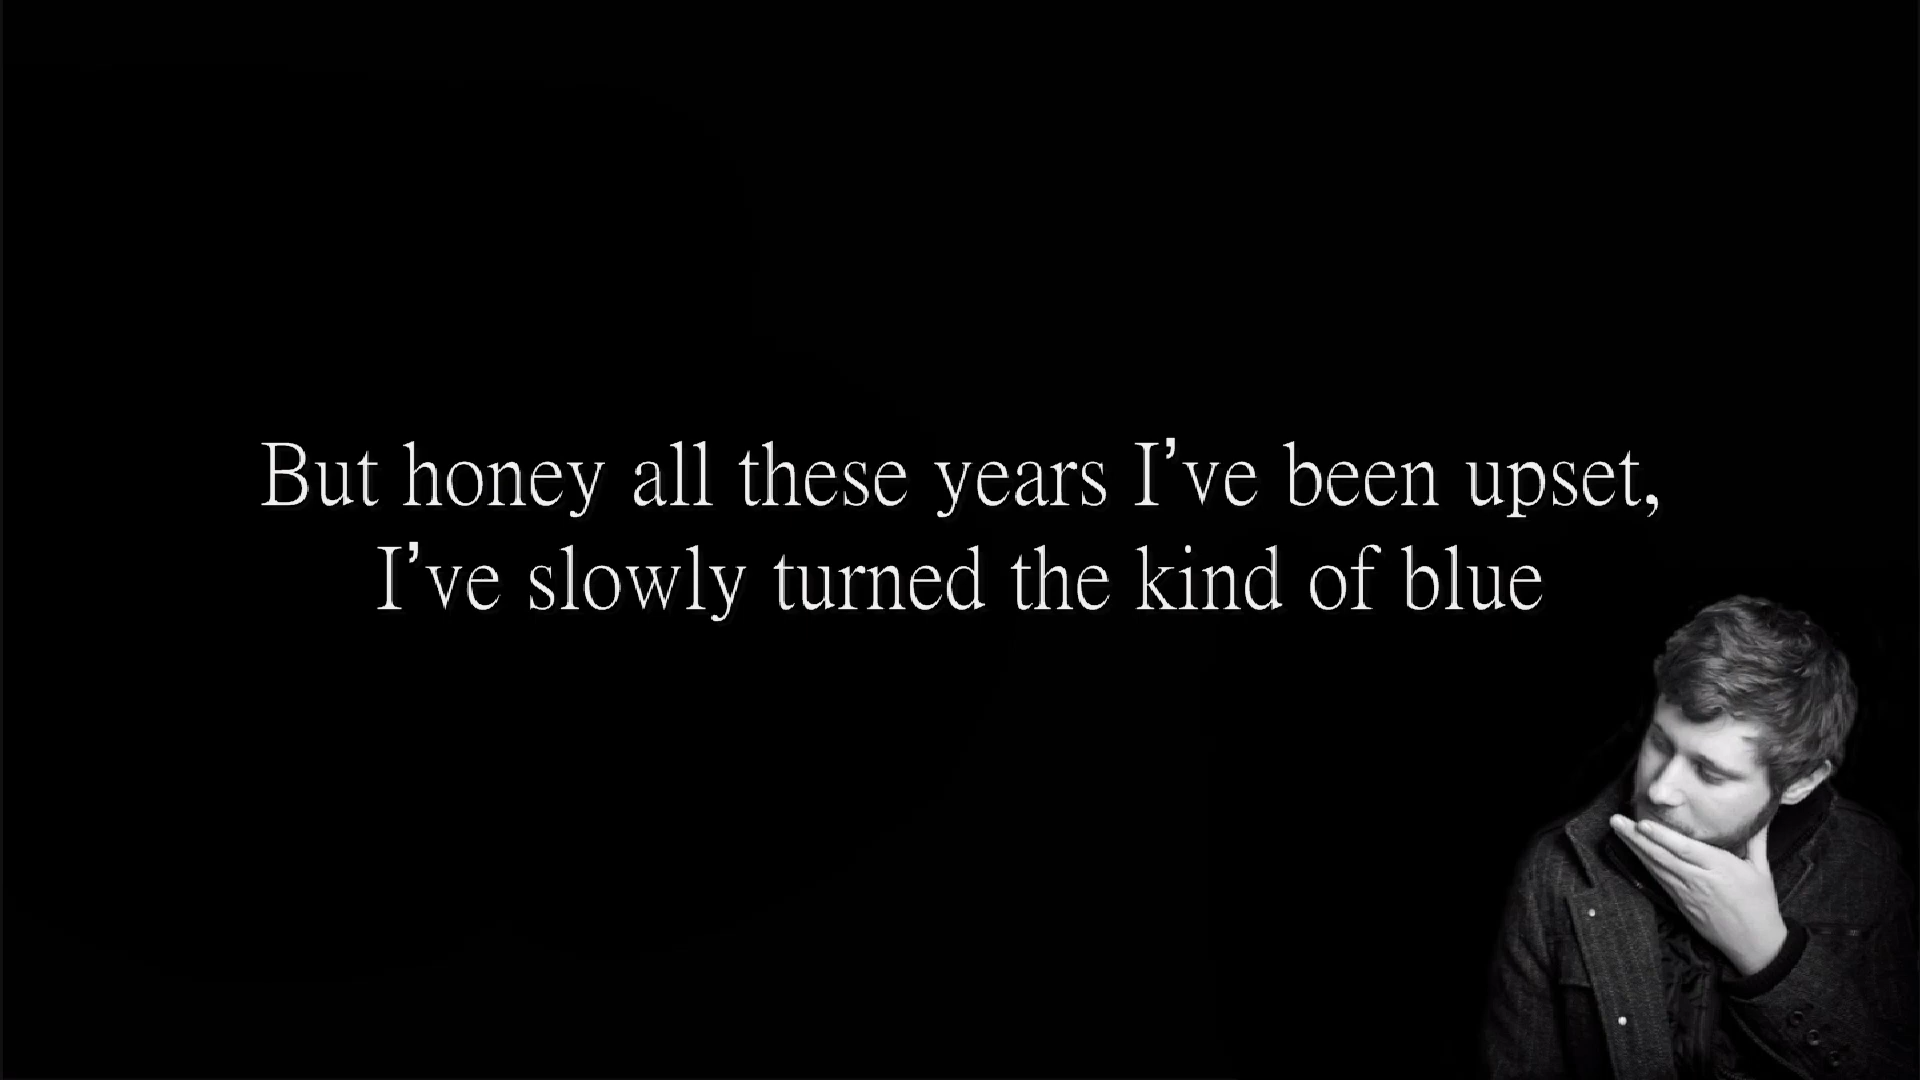 But honey all these years I’ve been upset,
I’ve slowly turned the kind of blue